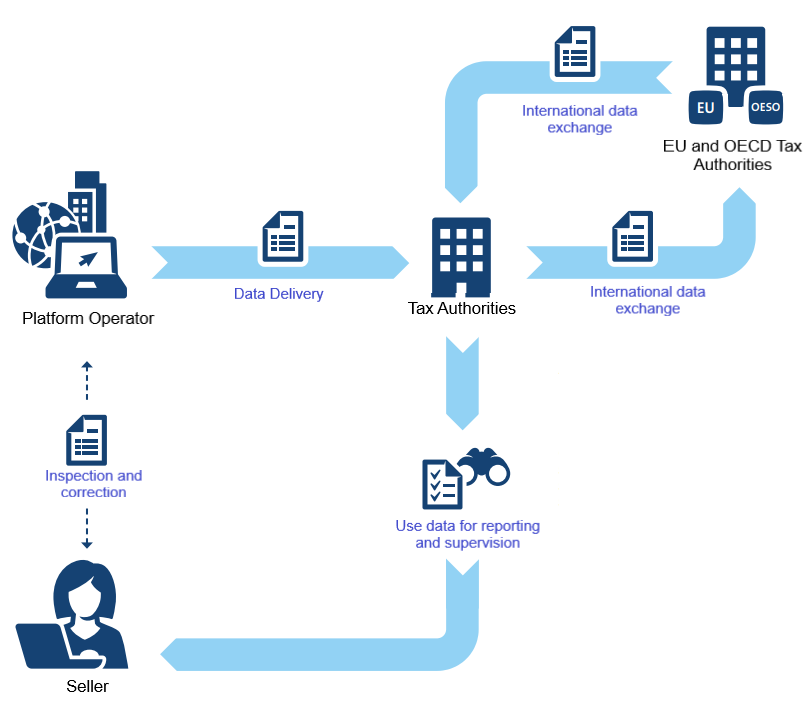 International data
exchange
EU
OESO
EU and OECD Tax
Authorities
Platform Operator
Data Delivery
Tax Authorities
International data
exchange
Inspection and
correction
Use data for reporting
and supervision
Seller